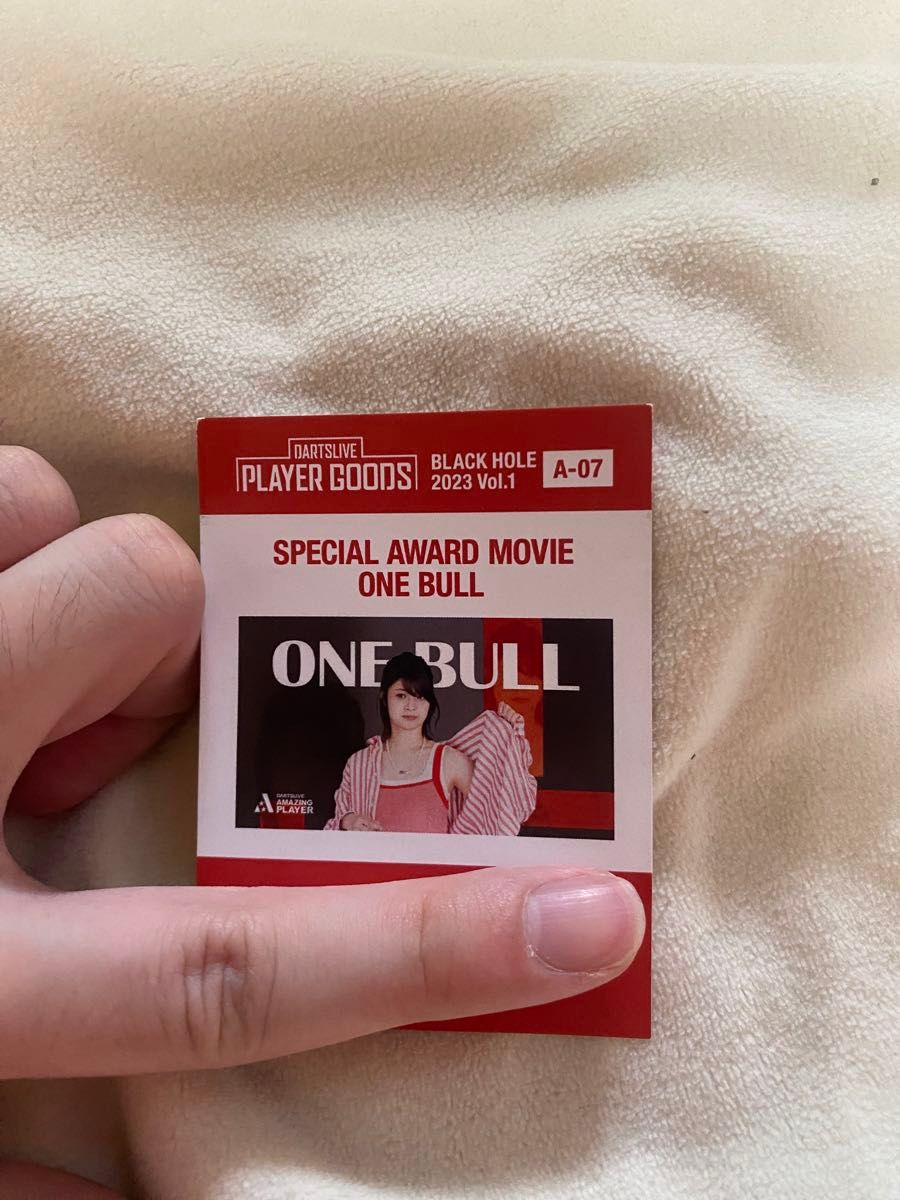 DARTSLIVE
PLAYER GOODS
BLACK HOLE
2023 Vol.1
A-07
SPECIAL AWARD MOVIE
ONE BULL
ONE BULL
DARTSLIVE
AMAZING
PLAYER